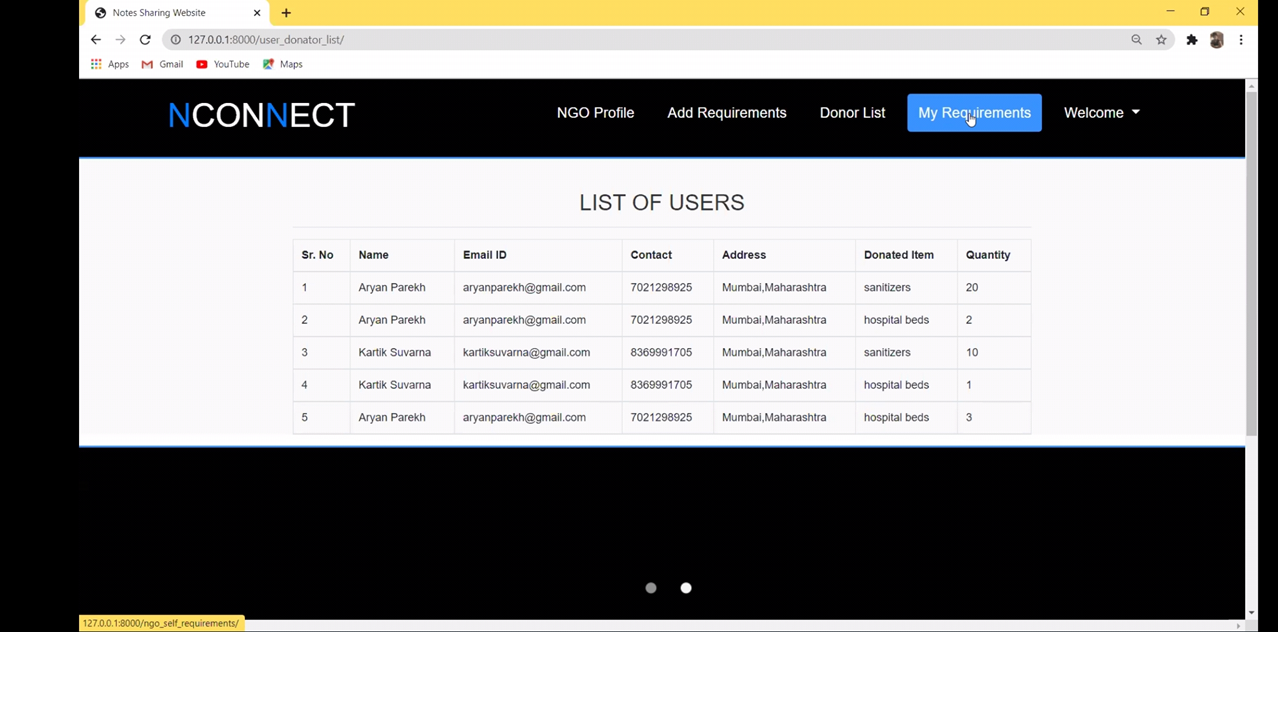 Notes Sharing Website
127.0.0.1:8000/user_donator_list/
Apps Gmail YouTube Maps
NCONNECT NGO Profile Add Requirements Donor List My Requirements Welcome
LIST OF USERS
Sr. No Name Email ID Contact Address Donated Item Quantity
1 Aryan Parekh aryanparekh@gmail.com 7021298925 Mumbai,Maharashtra sanitizers 20
2 Aryan Parekh aryanparekh@gmail.com 7021298925 Mumbai,Maharashtra hospital beds 2
3 Kartik Suvarna kartiksuvarna@gmail.com 8369991705 Mumbai,Maharashtra sanitizers 10
4 Kartik Suvarna kartiksuvarna@gmail.com 8369991705 Mumbai,Maharashtra hospital beds 1
5 Aryan Parekh aryanparekh@gmail.com 7021298925 Mumbai,Maharashtra hospital beds 3
127.0.0.1:8000/ngo_self_requirements/